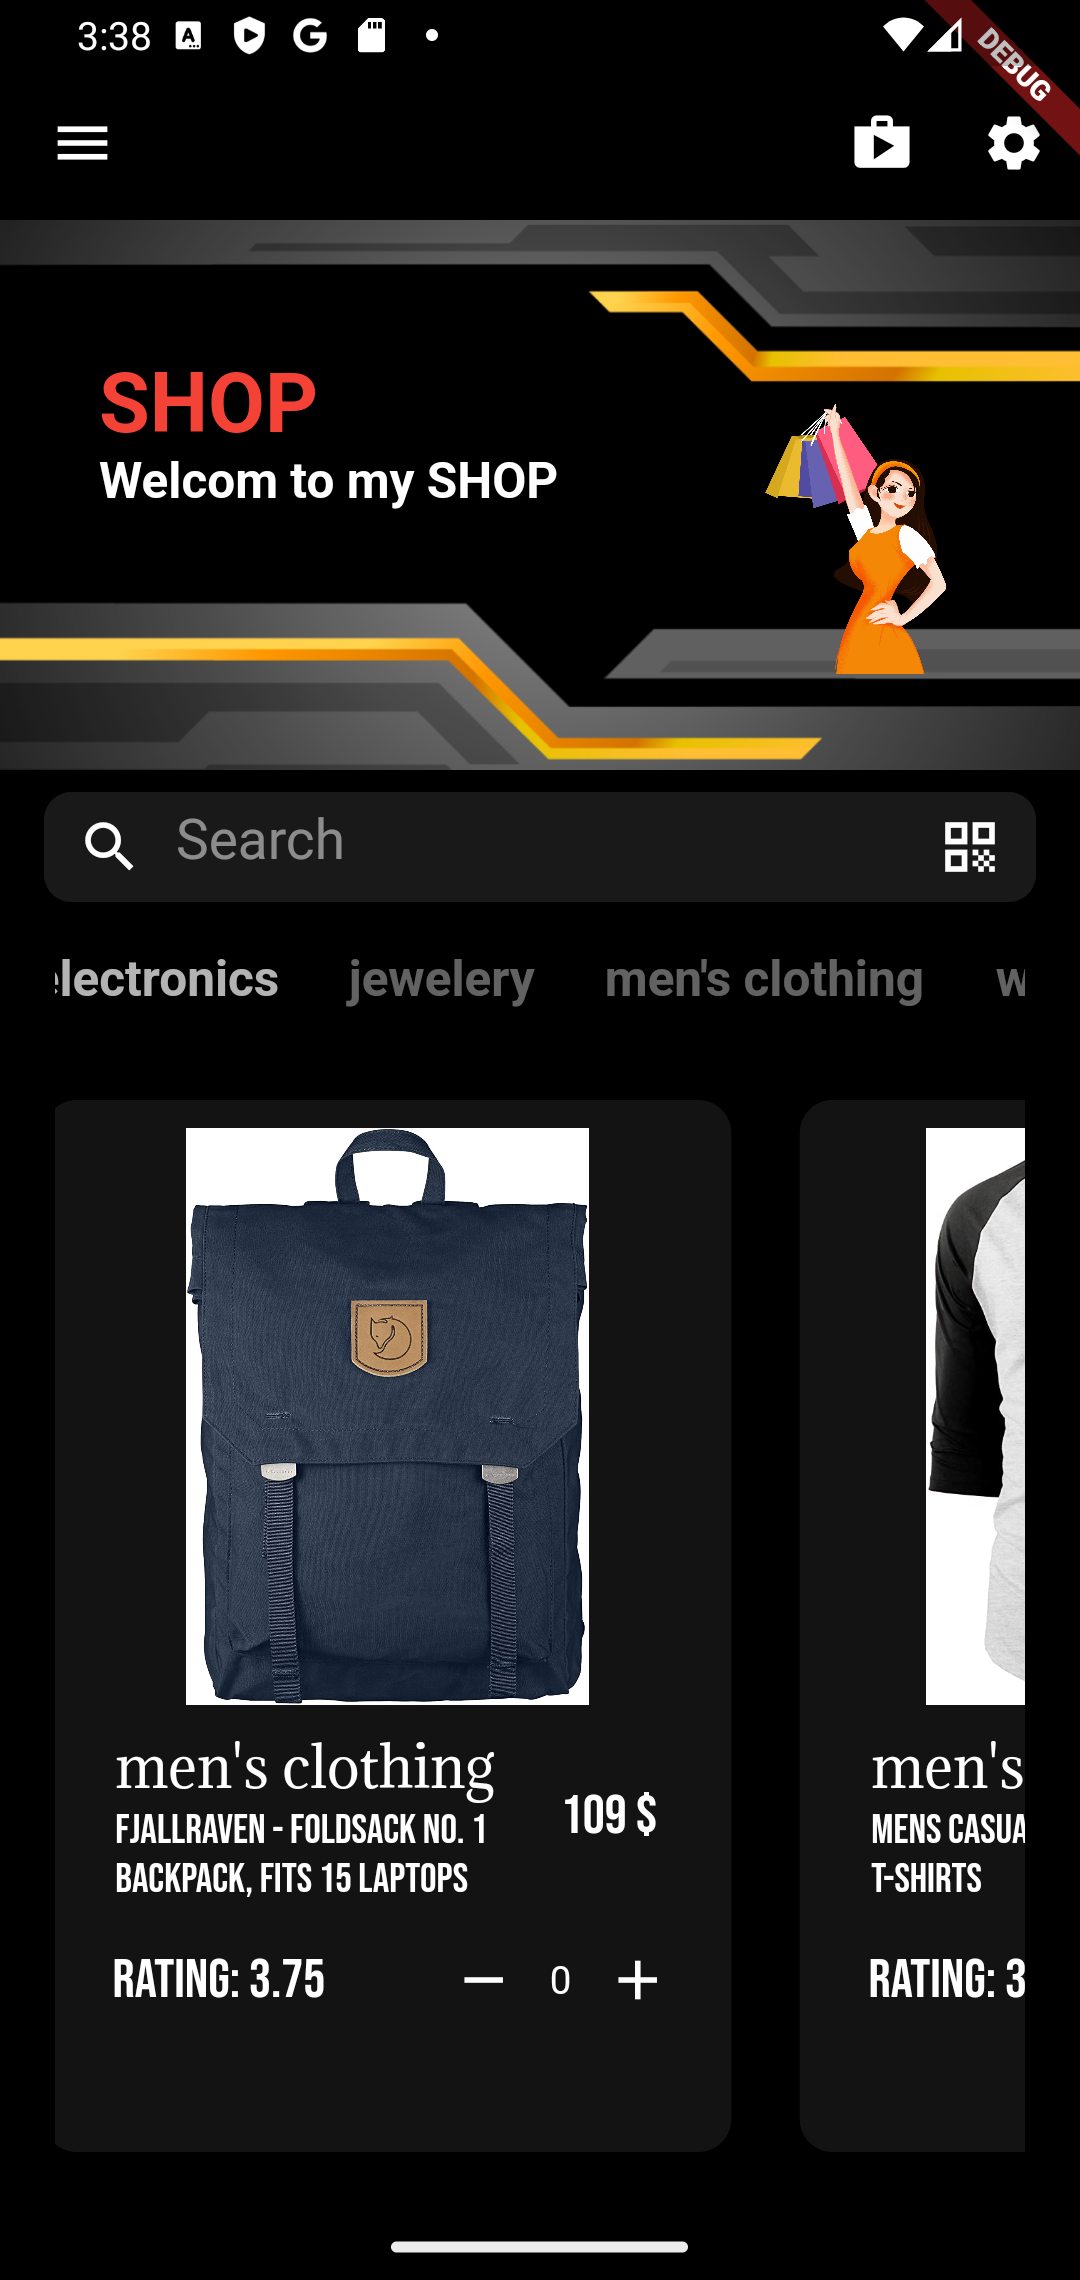 3:38
DEBUG
SHOP
Welcom to my SHOP
Search
electronics jewelery men's clothing w
men's clothing
FJALLRAVEN - FOLDSACK NO. 1
BACKPACK, FITS 15 LAPTOPS
109 $
RATING: 3.75
0
men's
MENS CASUA
T-SHIRTS
RATING: 3